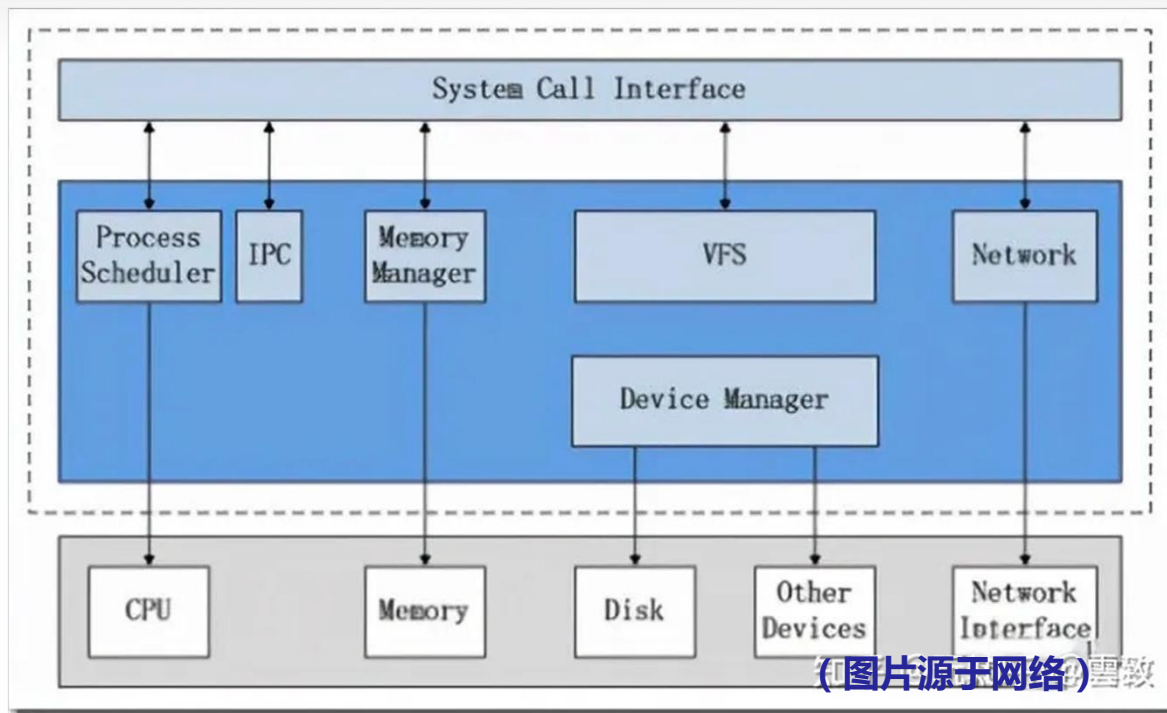 System Call Interface
Process
Scheduler
IPC
Memory
Manager
VFS
Network
Device Manager
CPU
Memory
Disk
Other
Devices
Network
Interface
(图片源于网络)